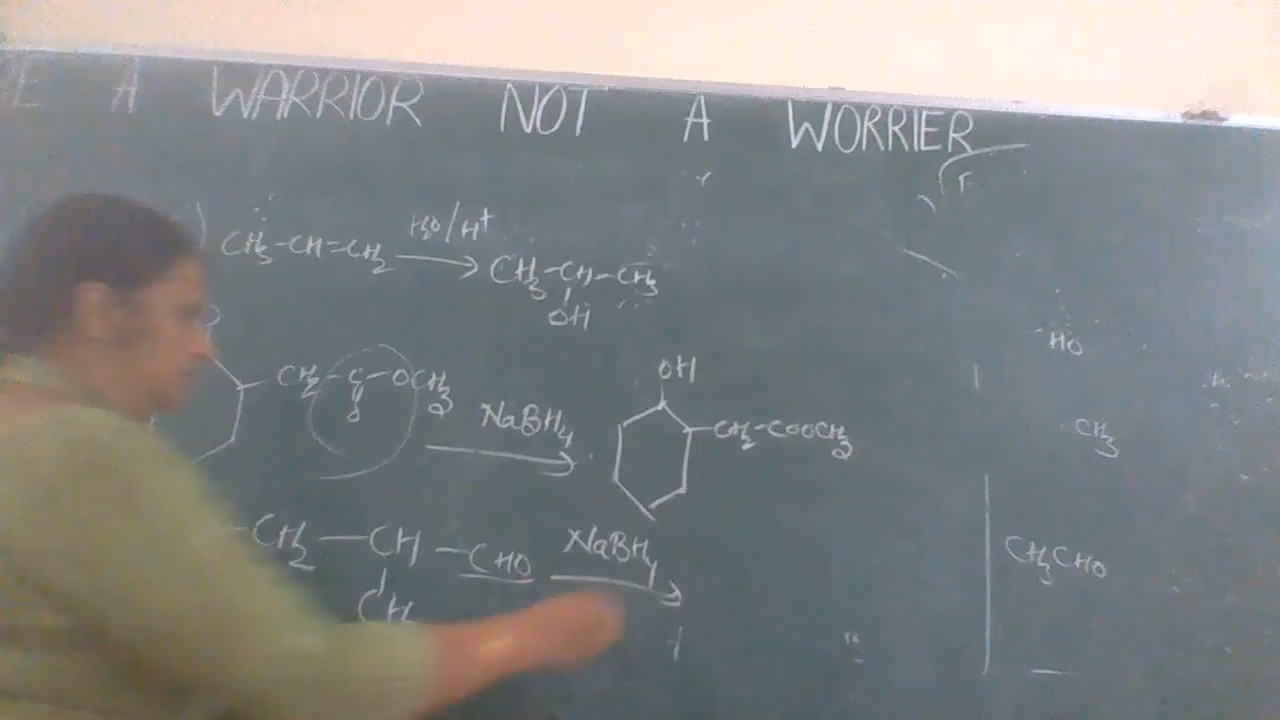 E A WARRIOR NOT A WORRIER
CH3-CH=CH2 H2O/H+ CH3-CH-CH3
OH
CH2-C-OCH3 NaBH4
O
OH
CH2-COOCH3
CH2-CH-CHO NaBH4
CH
HO
CH3
CH3CHO